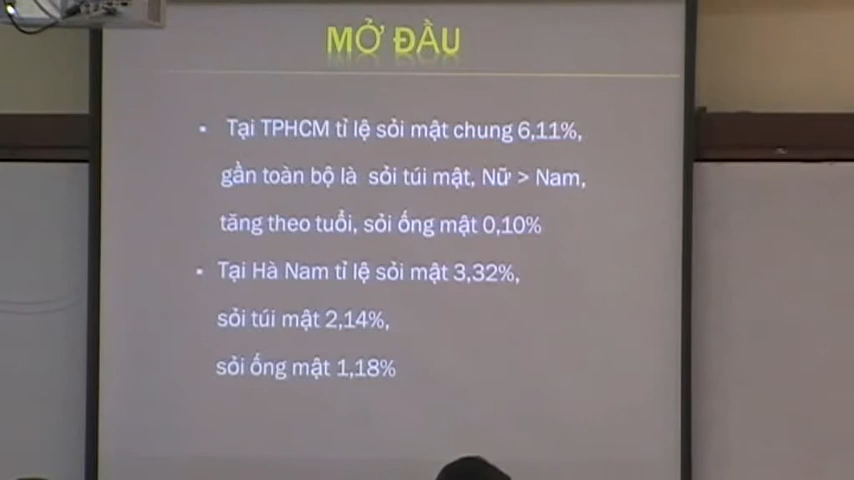 MỞ ĐẦU
▪ Tại TPHCM tỉ lệ sỏi mật chung 6,11%,
gần toàn bộ là sỏi túi mật, Nữ > Nam,
tăng theo tuổi, sỏi ống mật 0,10%
▪ Tại Hà Nam tỉ lệ sỏi mật 3,32%,
sỏi túi mật 2,14%,
sỏi ống mật 1,18%